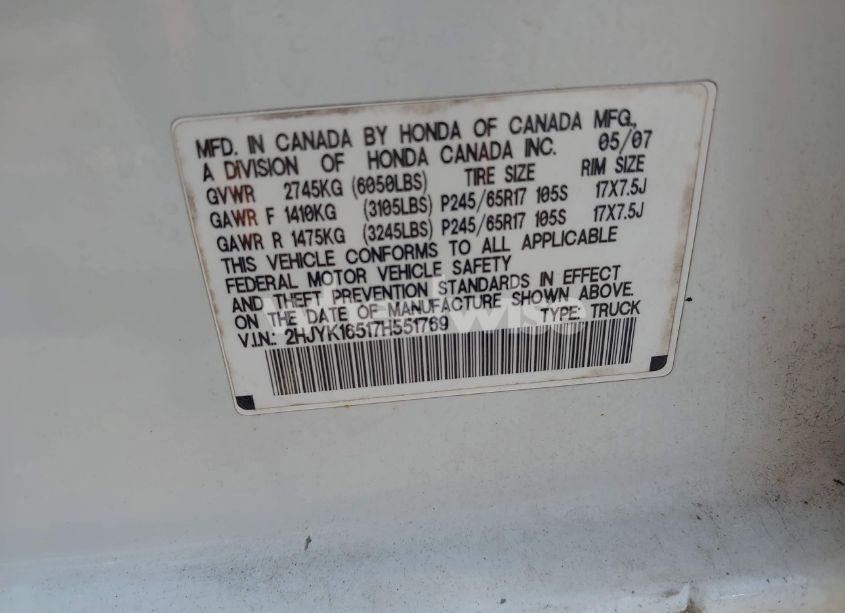 MFD. IN CANADA BY HONDA OF CANADA MFG.,
A DIVISION OF HONDA CANADA INC. 05/07
GVWR 2745KG (6050LBS) TIRE SIZE RIM SIZE
GAWR F 1410KG (3105LBS) P245/65R17 105S 17X7.5J
GAWR R 1475KG (3245LBS) P245/65R17 105S 17X7.5J
THIS VEHICLE CONFORMS TO ALL APPLICABLE
FEDERAL MOTOR VEHICLE SAFETY
AND THEFT PREVENTION STANDARDS IN EFFECT
ON THE DATE OF MANUFACTURE SHOWN ABOVE.
V.I.N.: 2HJYK16517H551769 TYPE: TRUCK